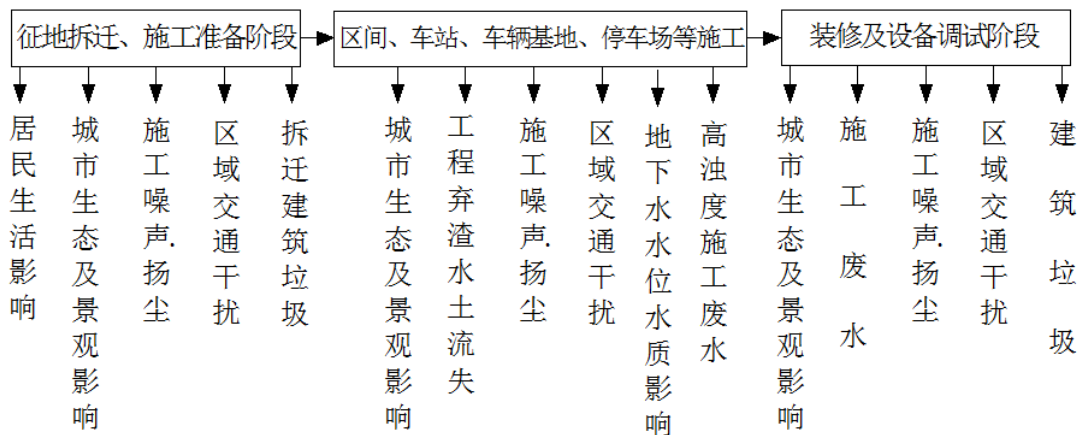 征地拆迁、施工准备阶段
区间、车站、车辆基地、停车场等施工
装修及设备调试阶段
居民生活影响
城市生态及景观影响
施工噪声.扬尘
区域交通干扰
拆迁建筑垃圾
城市生态及景观影响
工程弃渣水土流失
施工噪声.扬尘
区域交通干扰
地下水水位水质影响
高浊度施工废水
城市生态及景观影响
施工废水
施工噪声.扬尘
区域交通干扰
建筑垃圾